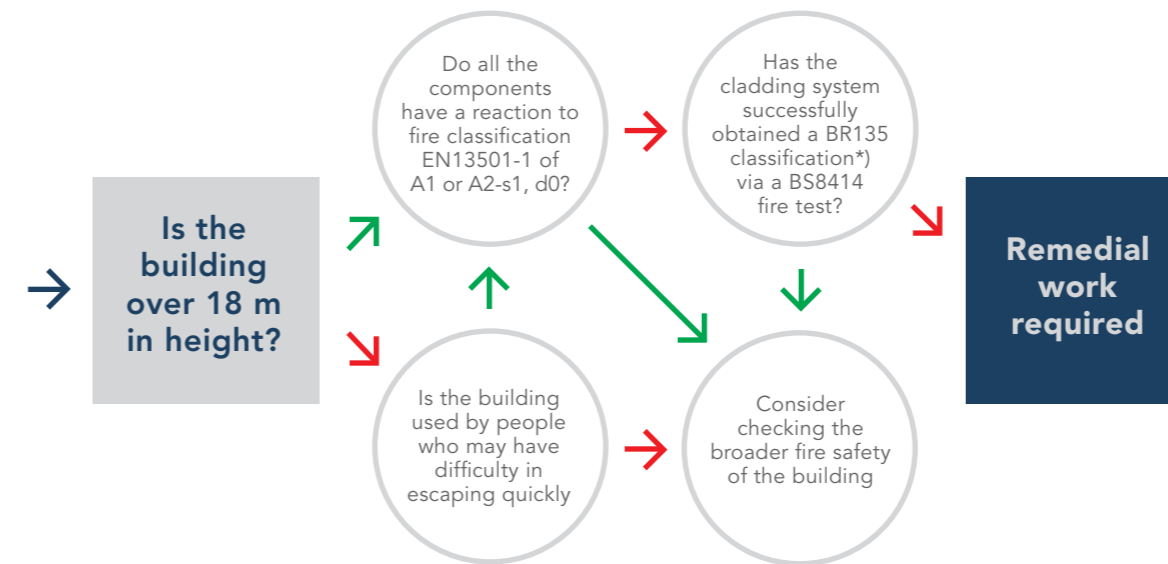 Is the
building
over 18 m
in height?
Do all the
components
have a reaction to
fire classification
EN13501-1 of
A1 or A2-s1, d0?
Has the
cladding system
successfully
obtained a BR135
classification*)
via a BS8414
fire test?
Is the building
used by people
who may have
difficulty in
escaping quickly
Consider
checking the
broader fire safety
of the building
Remedial
work
required